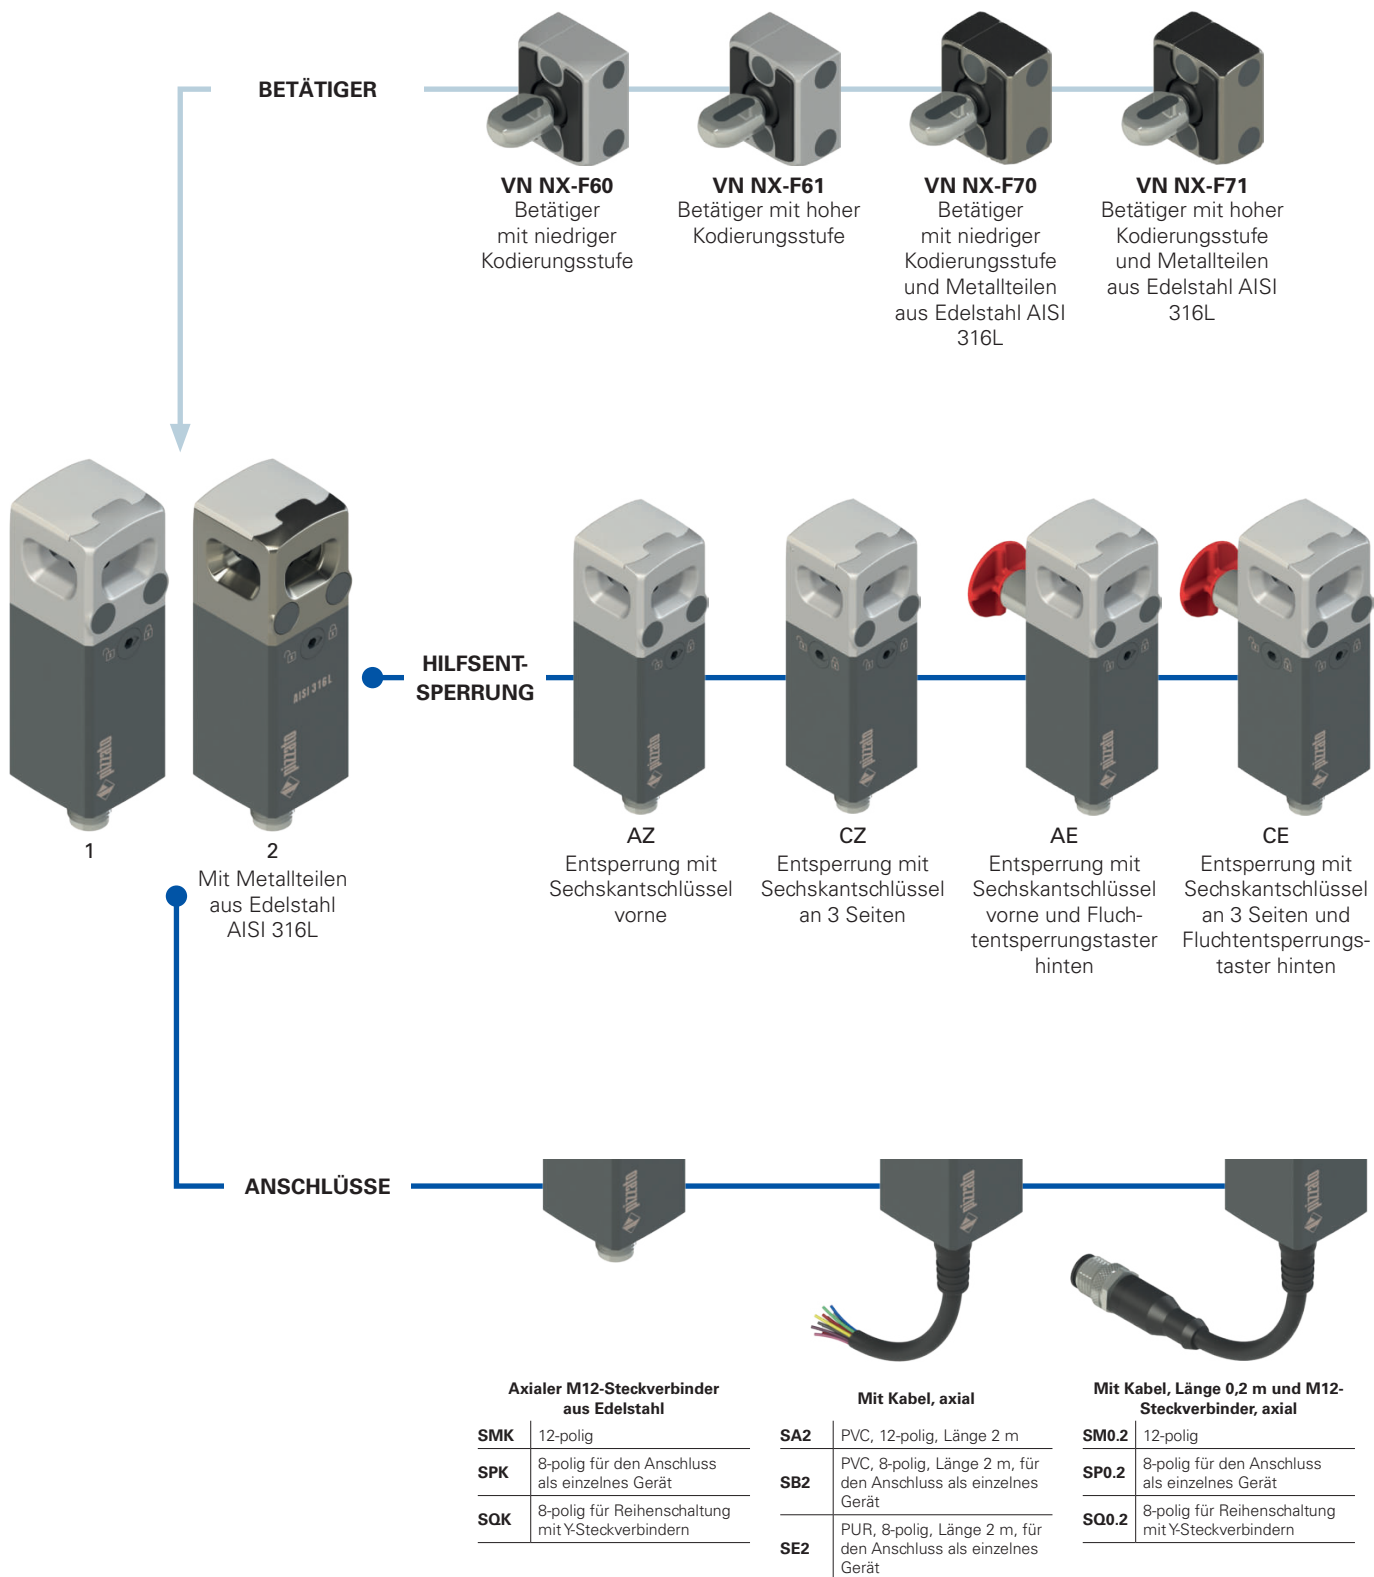 BETÄTIGER
VN NX-F60
Betätiger
mit niedriger
Kodierungsstufe
VN NX-F61
Betätiger mit hoher
Kodierungsstufe
VN NX-F70
Betätiger
mit niedriger
Kodierungsstufe
und Metallteilen
aus Edelstahl AISI
316L
VN NX-F71
Betätiger mit hoher
Kodierungsstufe
und Metallteilen
aus Edelstahl AISI
316L
pizzato
AISI 316L
pizzato
1
2
Mit Metallteilen
aus Edelstahl
AISI 316L
HILFSENT-
SPERRUNG
pizzato
pizzato
pizzato
pizzato
AZ
Entsperrung mit
Sechskantschlüssel
vorne
CZ
Entsperrung mit
Sechskantschlüssel
an 3 Seiten
AE
Entsperrung mit
Sechskantschlüssel
vorne und Fluch-
tentsperrungstaster
hinten
CE
Entsperrung mit
Sechskantschlüssel
an 3 Seiten und
Fluchtentsperrungs-
taster hinten
ANSCHLÜSSE
pizzato
pizzato
pizzato
Axialer M12-Steckverbinder
aus Edelstahl
SMK 12-polig
SPK 8-polig für den Anschluss
als einzelnes Gerät
SQK 8-polig für Reihenschaltung
mit Y-Steckverbindern
Mit Kabel, axial
SA2 PVC, 12-polig, Länge 2 m
SB2 PVC, 8-polig, Länge 2 m, für
den Anschluss als einzelnes
Gerät
SE2 PUR, 8-polig, Länge 2 m, für
den Anschluss als einzelnes
Gerät
Mit Kabel, Länge 0,2 m und M12-
Steckverbinder, axial
SM0.2 12-polig
SP0.2 8-polig für den Anschluss
als einzelnes Gerät
SQ0.2 8-polig für Reihenschaltung
mit Y-Steckverbindern